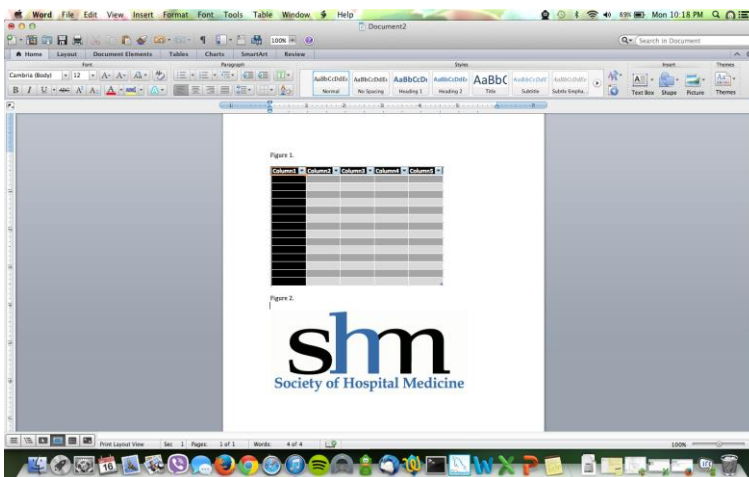 Word File Edit View Insert Format Font Tools Table Window Help
89% Mon 10:18 PM
Document2
100%
Search in Document
Home Layout Document Elements Tables Charts SmartArt Review
Font Paragraph Styles Insert Themes
Cambria (Body) 12
AaBbCcDdEe AaBbCcDdEe AaBbCcDc AaBbCcDdEe AaBbC AaBbCcDdE AaBbCcDdEe
Normal No Spacing Heading 1 Heading 2 Title Subtitle Subtle Empha...
Text Box Shape Picture Themes
Figure 1.
Column1 Column2 Column3 Column4 Column5
Figure 2.
shm
Society of Hospital Medicine
Print Layout View Sec 1 Pages: 1 of 1 Words: 4 of 4 100%
16